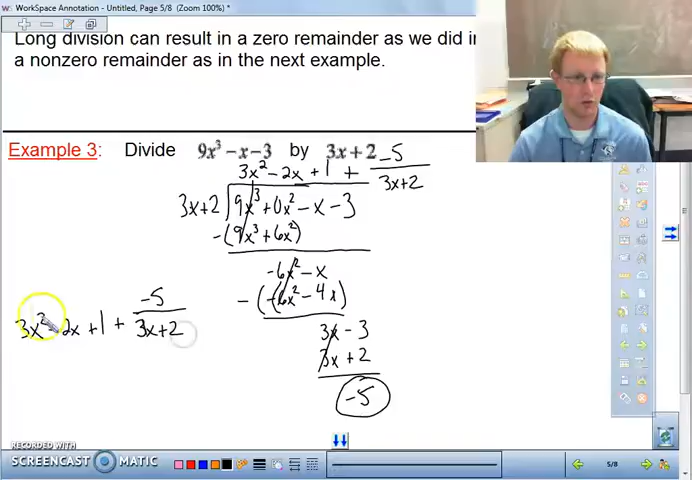 WorkSpace Annotation - [Untitled, Page 5/8 Zoom 100%] *
Long division can result in a zero remainder as we did in
a nonzero remainder as in the next example.
Example 3: Divide 9x³ – x – 3 by 3x + 2
3x² - 2x + 1 + -5/(3x+2)
3x+2 9x³ + 0x² - x - 3
-(9x³ + 6x²)
-6x² - x
-(-6x² - 4x)
3x² - 2x + 1 + -5/(3x+2)
3x - 3
3x + 2
-5
RECORDED WITH
SCREENCAST MATIC
5/8